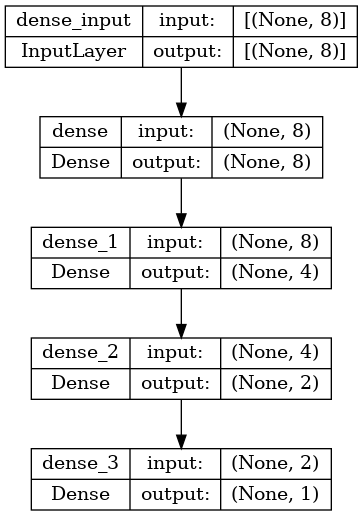 dense_input input: [(None, 8)]
InputLayer output: [(None, 8)]
dense input: (None, 8)
Dense output: (None, 8)
dense_1 input: (None, 8)
Dense output: (None, 4)
dense_2 input: (None, 4)
Dense output: (None, 2)
dense_3 input: (None, 2)
Dense output: (None, 1)